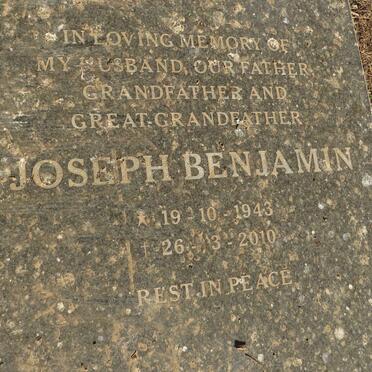 IN LOVING MEMORY OF
MY HUSBAND, OUR FATHER
GRANDFATHER AND
GREAT-GRANDFATHER
JOSEPH BENJAMIN
19-10-1943
26-3-2010
REST IN PEACE